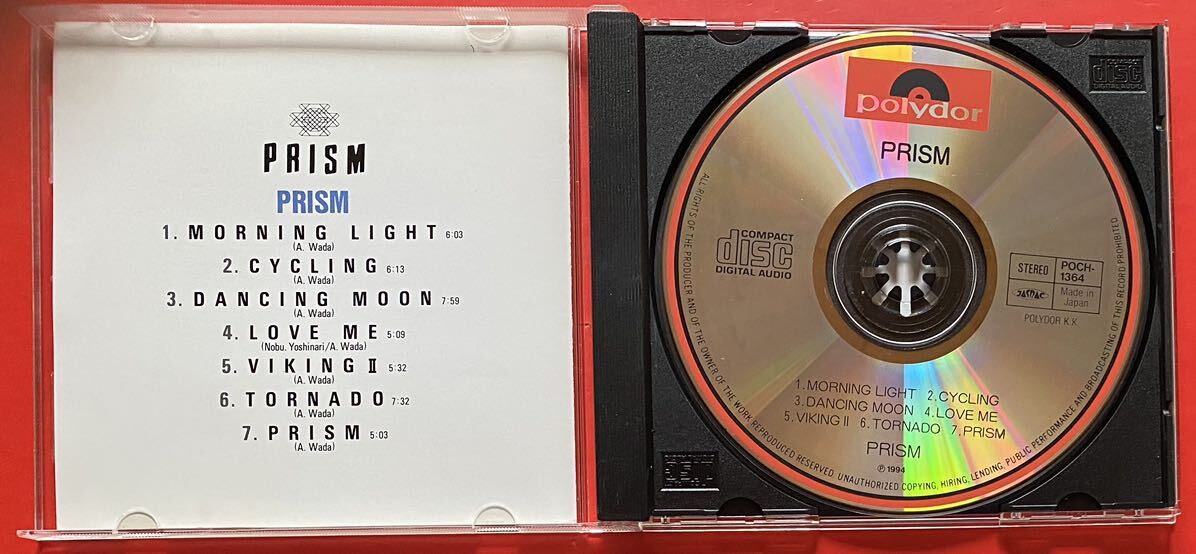 PRISM
PRISM
1. MORNING LIGHT 6:03
(A. Wada)
2. CYCLING 6:13
(A. Wada)
3. DANCING MOON 7:59
(A. Wada)
4. LOVE ME 5:09
(Nobu. Yoshinari/A. Wada)
5. VIKING II 5:32
(A. Wada)
6. TORNADO 7:32
(A. Wada)
7. PRISM 5:03
(A. Wada)
polydor
PRISM
COMPACT
disc
DIGITAL AUDIO
STEREO
POCH-
1364
JASRAC
Made in
Japan
POLYDOR K.K
1.MORNING LIGHT 2.CYCLING
3.DANCING MOON 4.LOVE ME
5.VIKING II 6.TORNADO 7.PRISM
PRISM
℗ 1994
ALL RIGHTS OF THE PRODUCER AND OF THE OWNER OF THE WORK REPRODUCED RESERVED. UNAUTHORIZED COPYING, HIRING, LENDING, PUBLIC PERFORMANCE AND BROADCASTING OF THIS RECORD PROHIBITED
COMPACT
disc
DIGITAL AUDIO